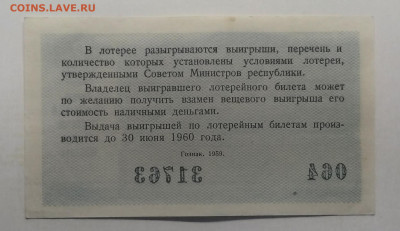 COINS.LAVE.RU
В лотерее разыгрываются выигрыши, перечень и
количество которых установлены условиями лотереи,
утвержденными Советом Министров республики.
Владелец выигравшего лотерейного билета может
по желанию получить взамен вещевого выигрыша его
стоимость наличными деньгами.
Выдача выигрышей по лотерейным билетам произ-
водится до 30 июня 1960 года.
Гознак. 1959.
31763 064